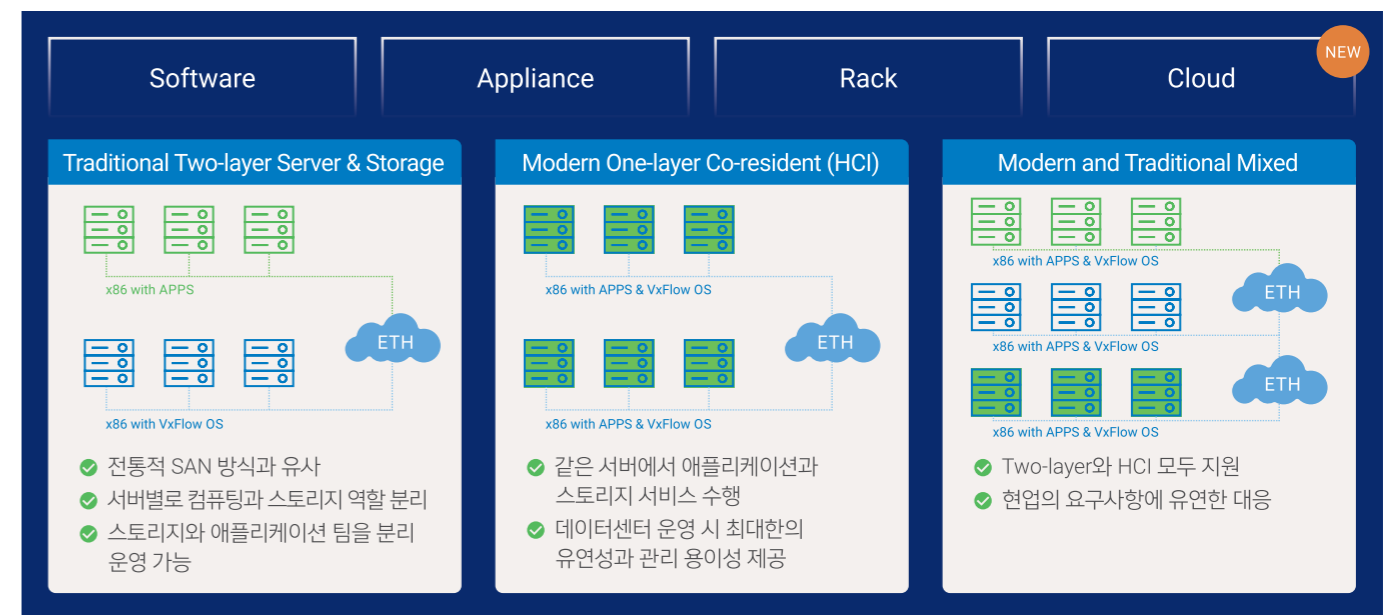 Software
Appliance
Rack
Cloud
NEW
Traditional Two-layer Server & Storage
x86 with APPS
ETH
x86 with VxFlow OS
전통적 SAN 방식과 유사
서버별로 컴퓨팅과 스토리지 역할 분리
스토리지와 애플리케이션 팀을 분리
운영 가능
Modern One-layer Co-resident (HCI)
x86 with APPS & VxFlow OS
ETH
x86 with APPS & VxFlow OS
같은 서버에서 애플리케이션과
스토리지 서비스 수행
데이터센터 운영 시 최대한의
유연성과 관리 용이성 제공
Modern and Traditional Mixed
x86 with APPS & VxFlow OS
ETH
x86 with APPS & VxFlow OS
ETH
x86 with APPS & VxFlow OS
Two-layer와 HCI 모두 지원
현업의 요구사항에 유연한 대응